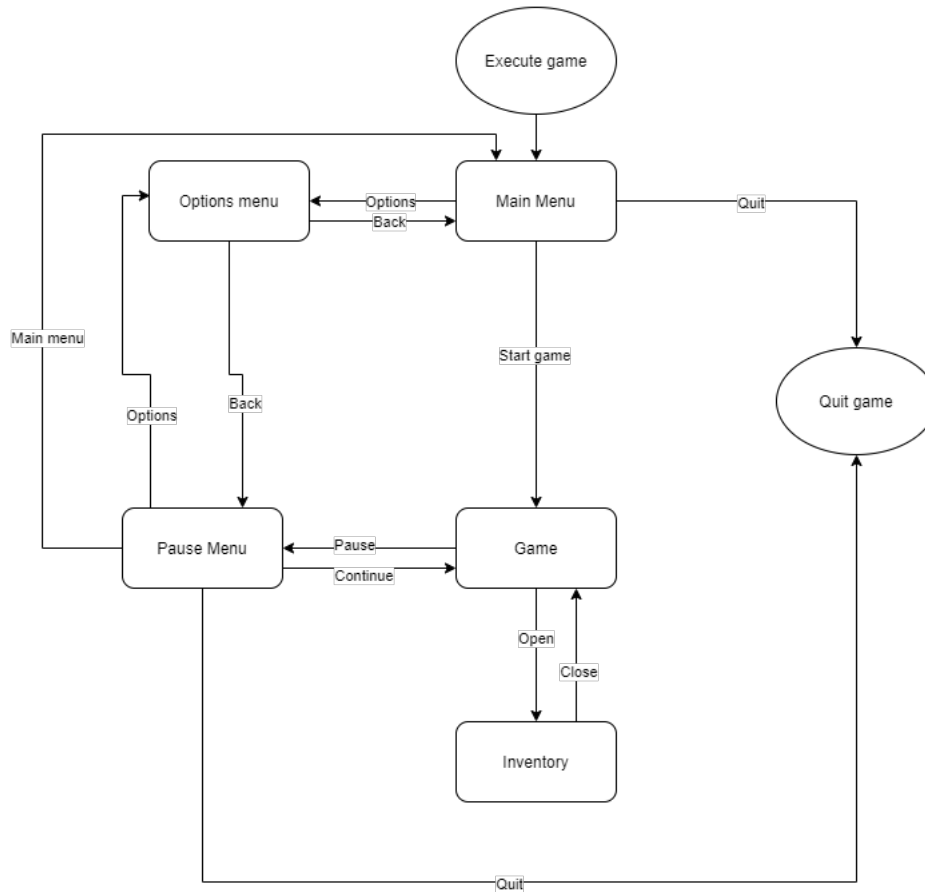 Execute game
Options menu
Options
Main Menu
Quit
Back
Main menu
Start game
Quit game
Options
Back
Pause Menu
Pause
Game
Continue
Open
Close
Inventory
Quit